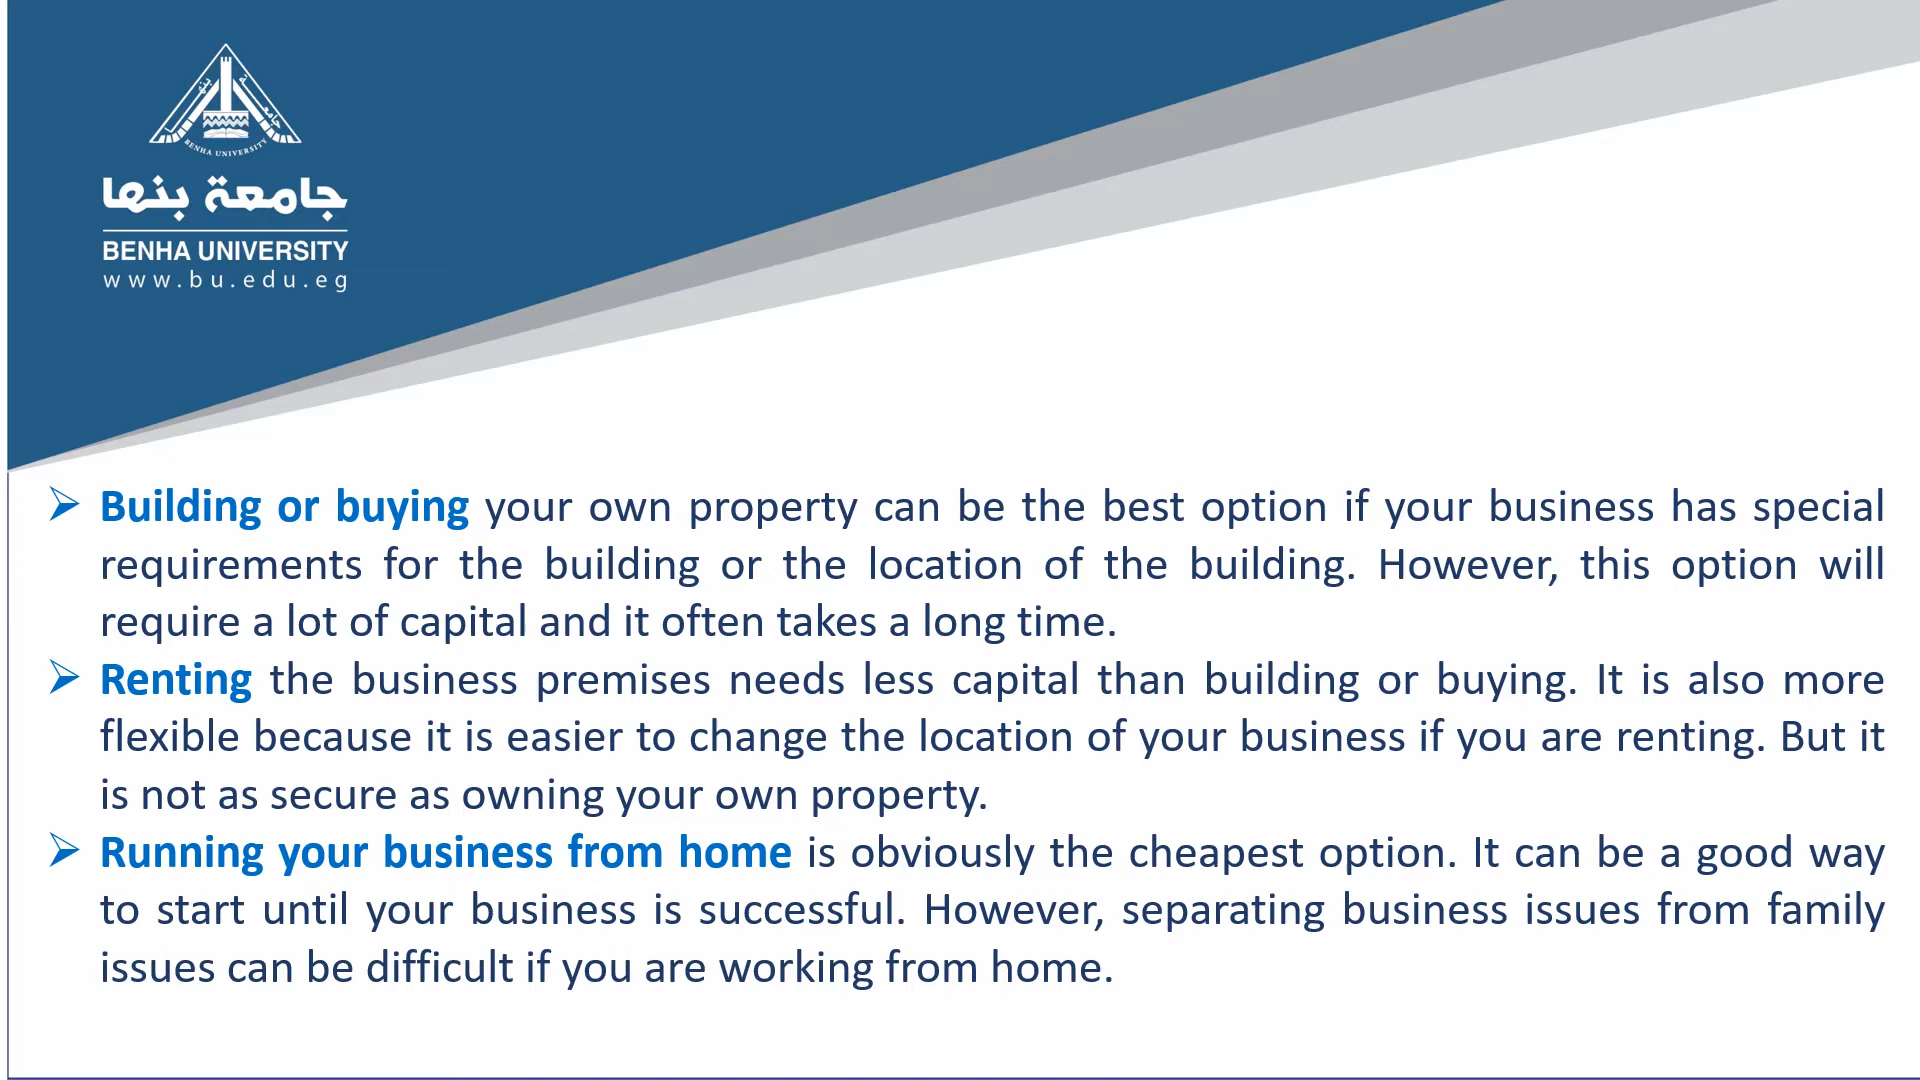 BENHA UNIVERSITY
جامعة بنها
BENHA UNIVERSITY
www.bu.edu.eg
➢ Building or buying your own property can be the best option if your business has special
requirements for the building or the location of the building. However, this option will
require a lot of capital and it often takes a long time.
➢ Renting the business premises needs less capital than building or buying. It is also more
flexible because it is easier to change the location of your business if you are renting. But it
is not as secure as owning your own property.
➢ Running your business from home is obviously the cheapest option. It can be a good way
to start until your business is successful. However, separating business issues from family
issues can be difficult if you are working from home.